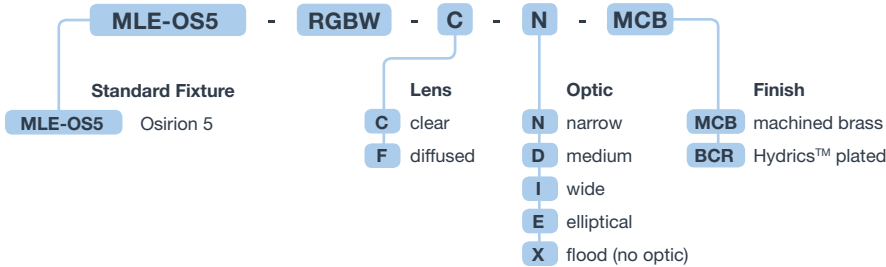 MLE-OS5 - RGBW - C - N - MCB
Standard Fixture Lens Optic Finish
MLE-OS5 Osirion 5 C clear N narrow MCB machined brass
F diffused D medium BCR Hydrics™ plated
I wide
E elliptical
X flood (no optic)